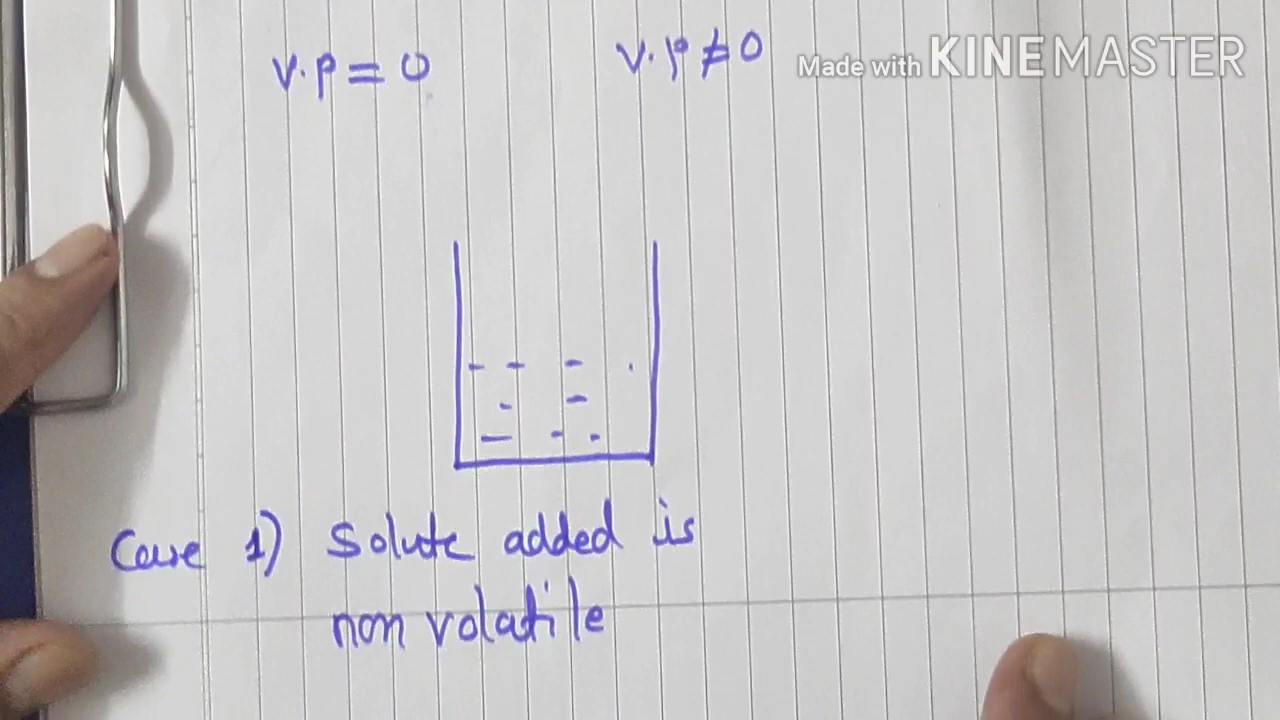 v.p = 0
v.p ≠ 0
Made with KINEMASTER
Case 1) Solute added is
non volatile